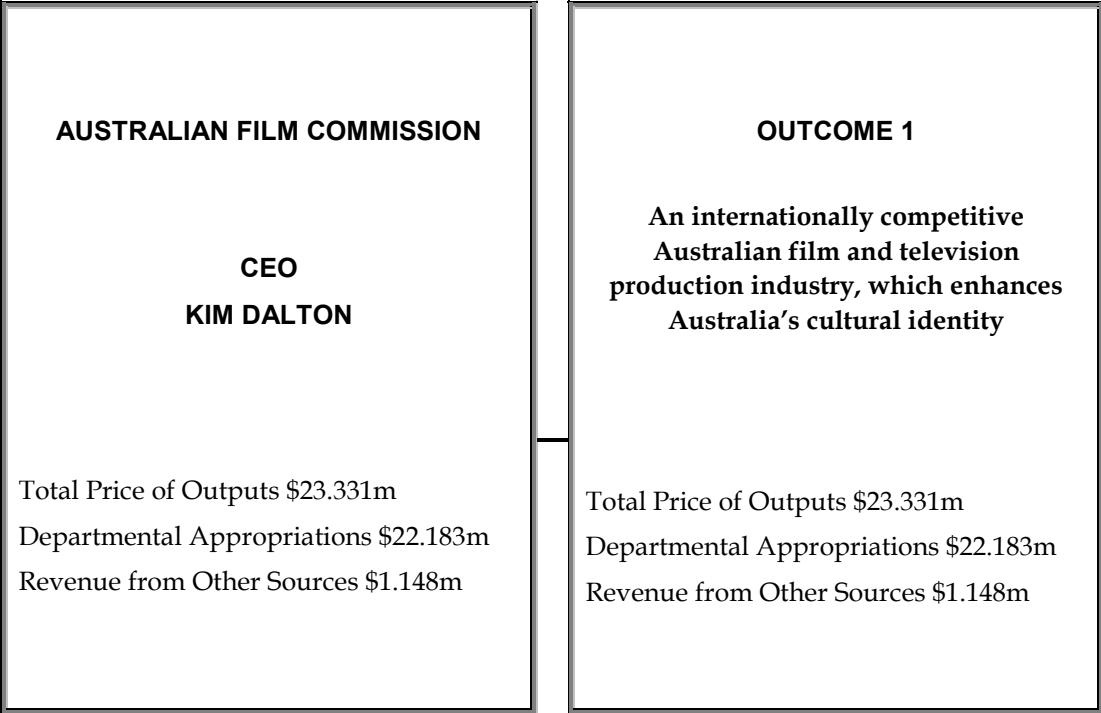 AUSTRALIAN FILM COMMISSION
CEO
KIM DALTON
Total Price of Outputs $23.331m
Departmental Appropriations $22.183m
Revenue from Other Sources $1.148m
OUTCOME 1
An internationally competitive
Australian film and television
production industry, which enhances
Australia’s cultural identity
Total Price of Outputs $23.331m
Departmental Appropriations $22.183m
Revenue from Other Sources $1.148m